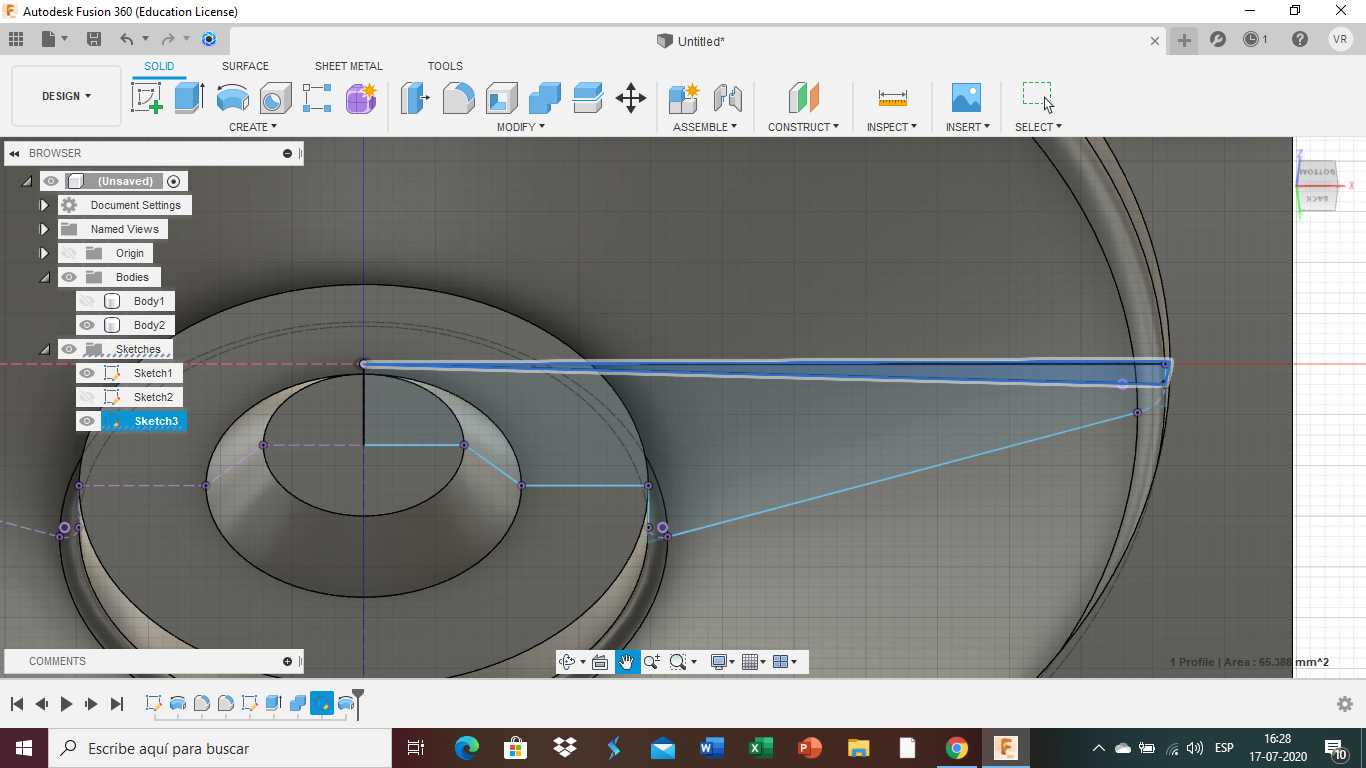 Autodesk Fusion 360 (Education License)
Untitled*
1
VR
DESIGN
SOLID
SURFACE
SHEET METAL
TOOLS
CREATE
MODIFY
ASSEMBLE
CONSTRUCT
INSPECT
INSERT
SELECT
BROWSER
(Unsaved)
Document Settings
Named Views
Origin
Bodies
Body1
Body2
Sketches
Sketch1
Sketch2
Sketch3
Z
BOTTOM
X
BACK
COMMENTS
1 Profile | Area : 65.388 mm^2
Escribe aquí para buscar
ESP
16:28
17-07-2020
10